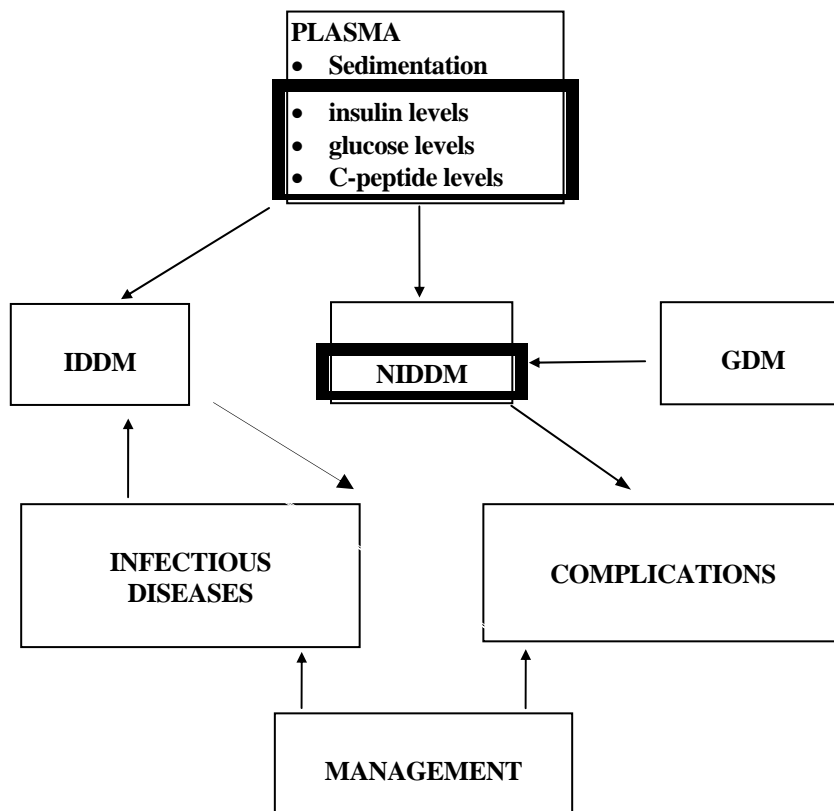 PLASMA
• Sedimentation
• insulin levels
• glucose levels
• C-peptide levels
IDDM
NIDDM
GDM
INFECTIOUS
DISEASES
COMPLICATIONS
MANAGEMENT